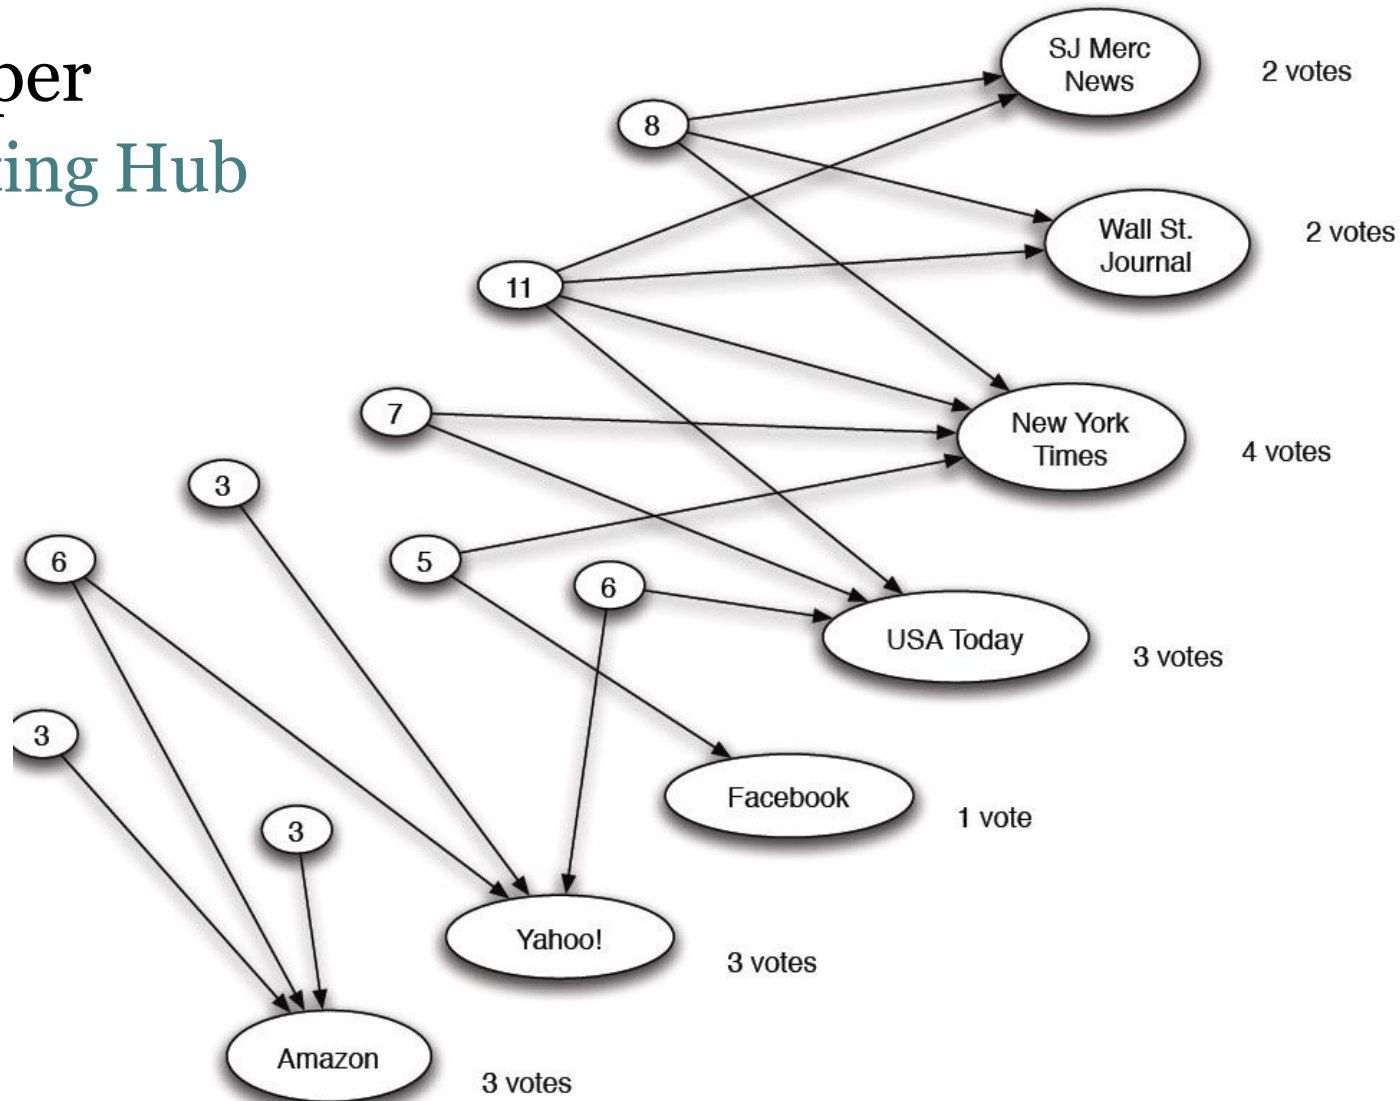 per
ting Hub
SJ Merc
News
2 votes
8
Wall St.
Journal
2 votes
11
7
New York
Times
4 votes
3
6
5
6
USA Today
3 votes
3
Facebook
1 vote
3
Yahoo!
3 votes
Amazon
3 votes